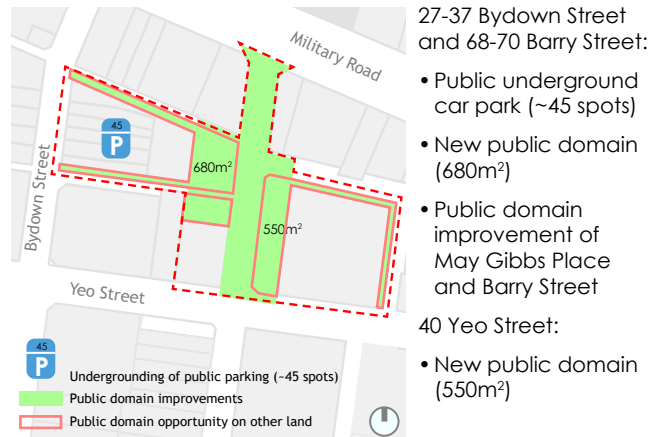 Military Road
45
P
680m²
550m²
Bydown Street
Yeo Street
45
P
Undergrounding of public parking (~45 spots)
Public domain improvements
Public domain opportunity on other land
27-37 Bydown Street
and 68-70 Barry Street:
• Public underground
car park (~45 spots)
• New public domain
(680m²)
• Public domain
improvement of
May Gibbs Place
and Barry Street
40 Yeo Street:
• New public domain
(550m²)